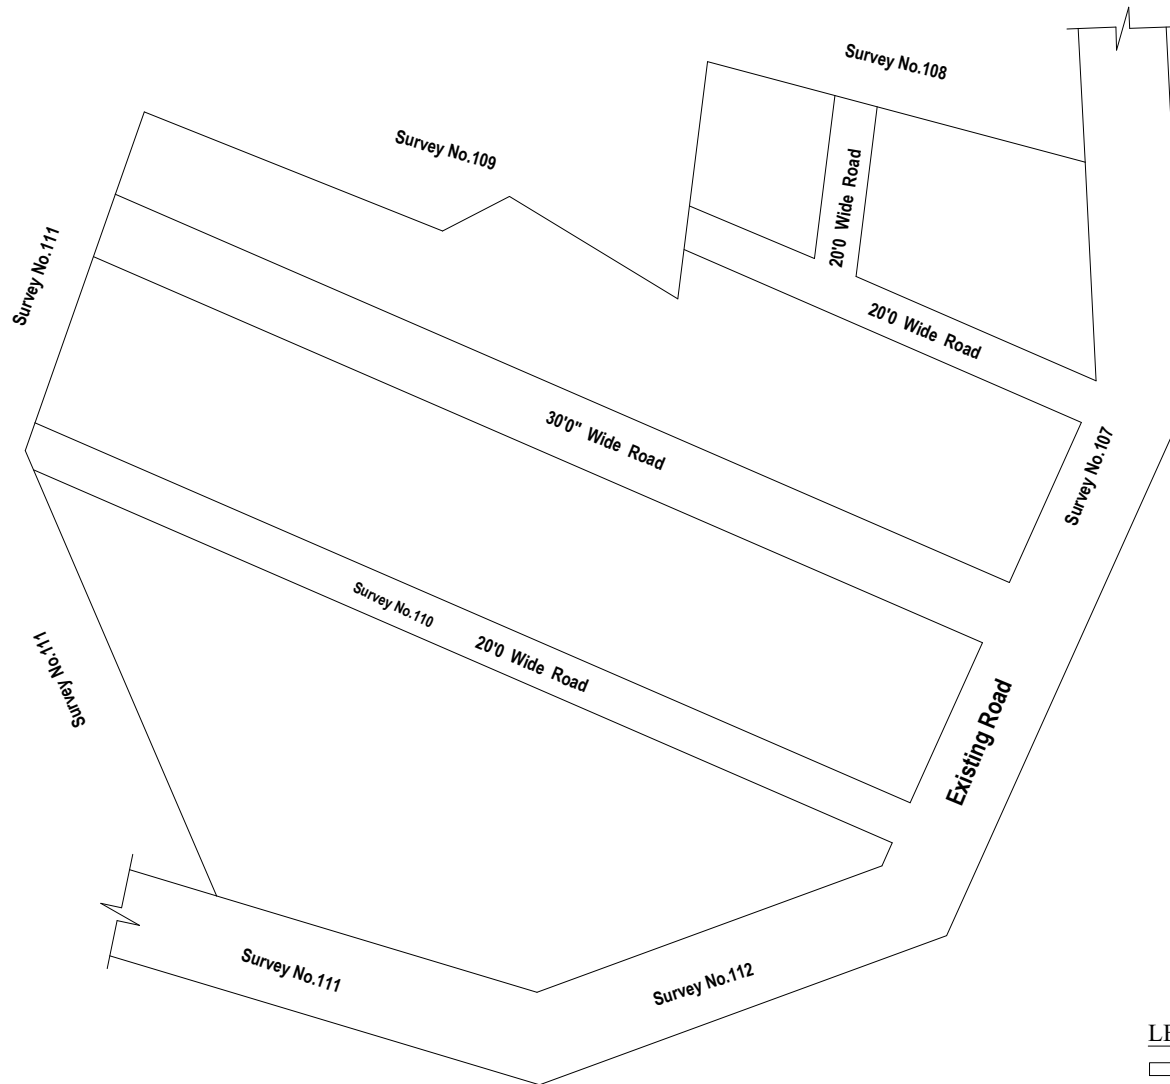 Survey No.108
Survey No.109
20'0 Wide Road
Survey No.111
20'0 Wide Road
30'0" Wide Road
Survey No.107
Survey No.110
20'0 Wide Road
Survey No.111
Existing Road
Survey No.111
Survey No.112